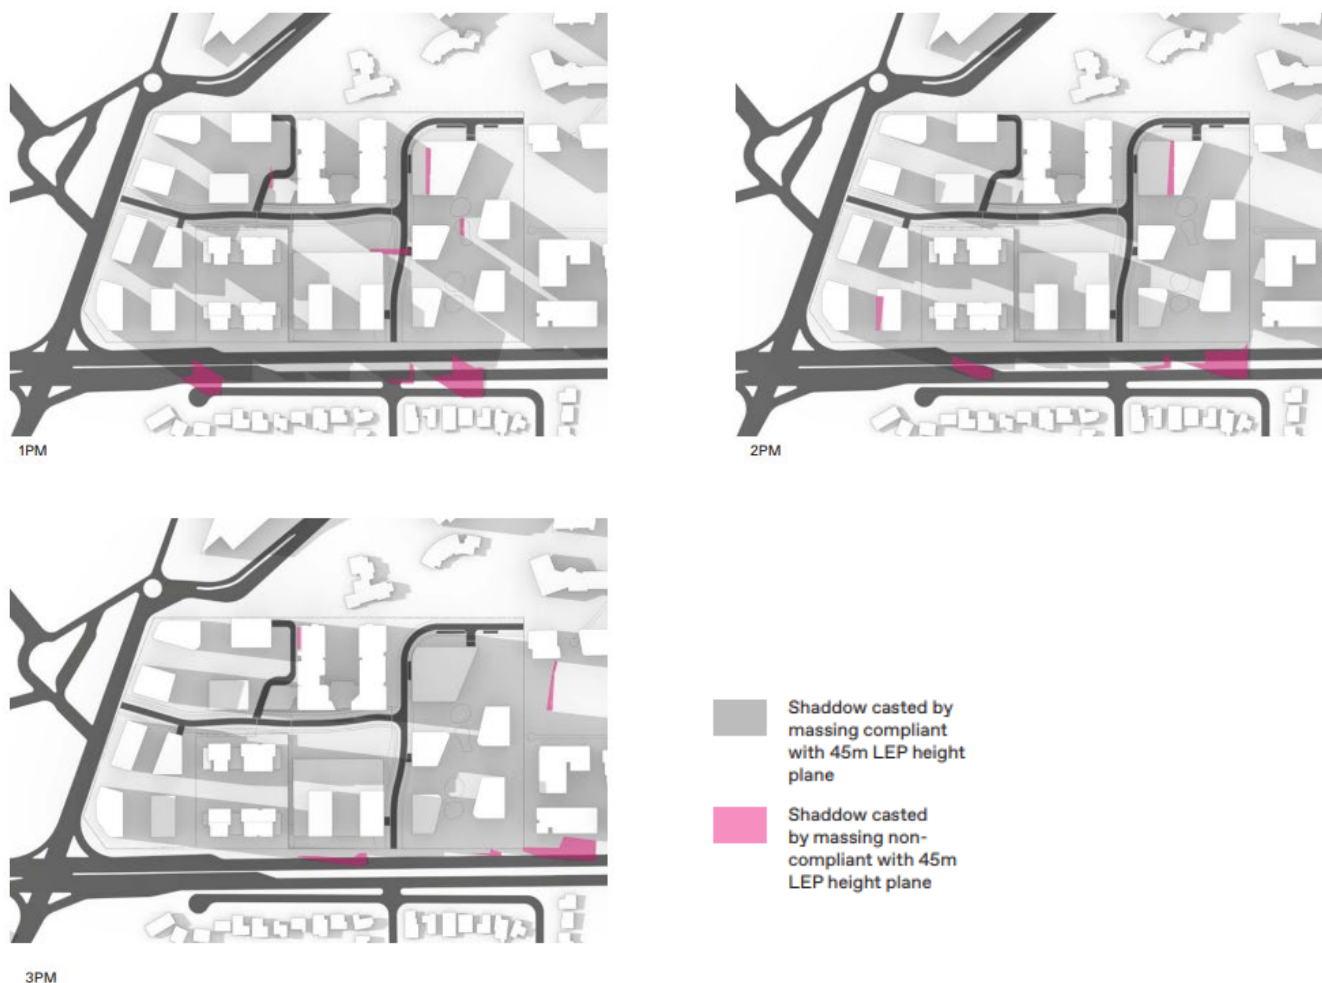 1PM
2PM
3PM
Shaddow casted by
massing compliant
with 45m LEP height
plane
Shaddow casted
by massing non-
compliant with 45m
LEP height plane